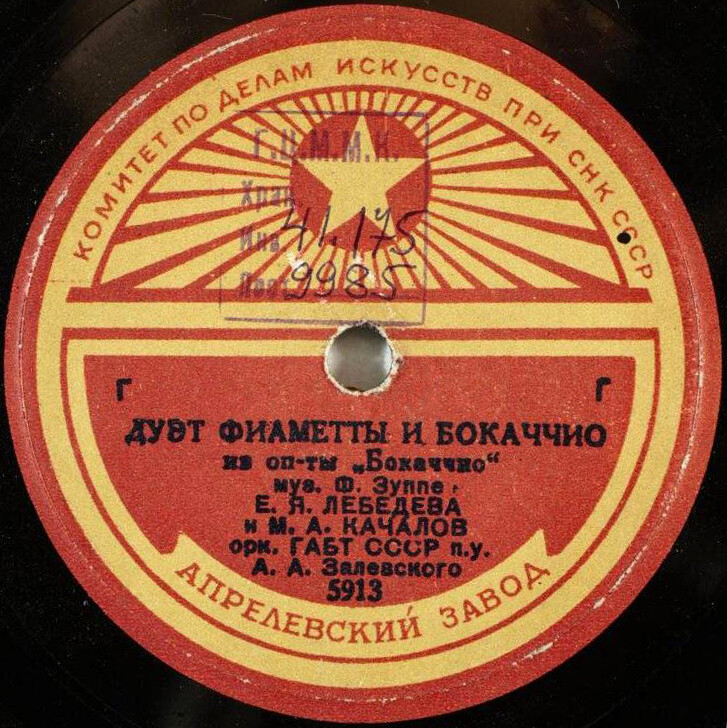 КОМИТЕТ ПО ДЕЛАМ ИСКУССТВ ПРИ СНК СССР
Г.Ц.М.М.К.
Хран
Инв 41.175
Пост 9985
Г Г
ДУЭТ ФИАМЕТТЫ И БОКАЧЧИО
из оп-ты „Бокаччио“
муз. Ф. Зуппе
Е. Я. ЛЕБЕДЕВА
и М. А. КАЧАЛОВ
орк. ГАБТ СССР п.у.
А. А. Залевского
5913
АПРЕЛЕВСКИЙ ЗАВОД